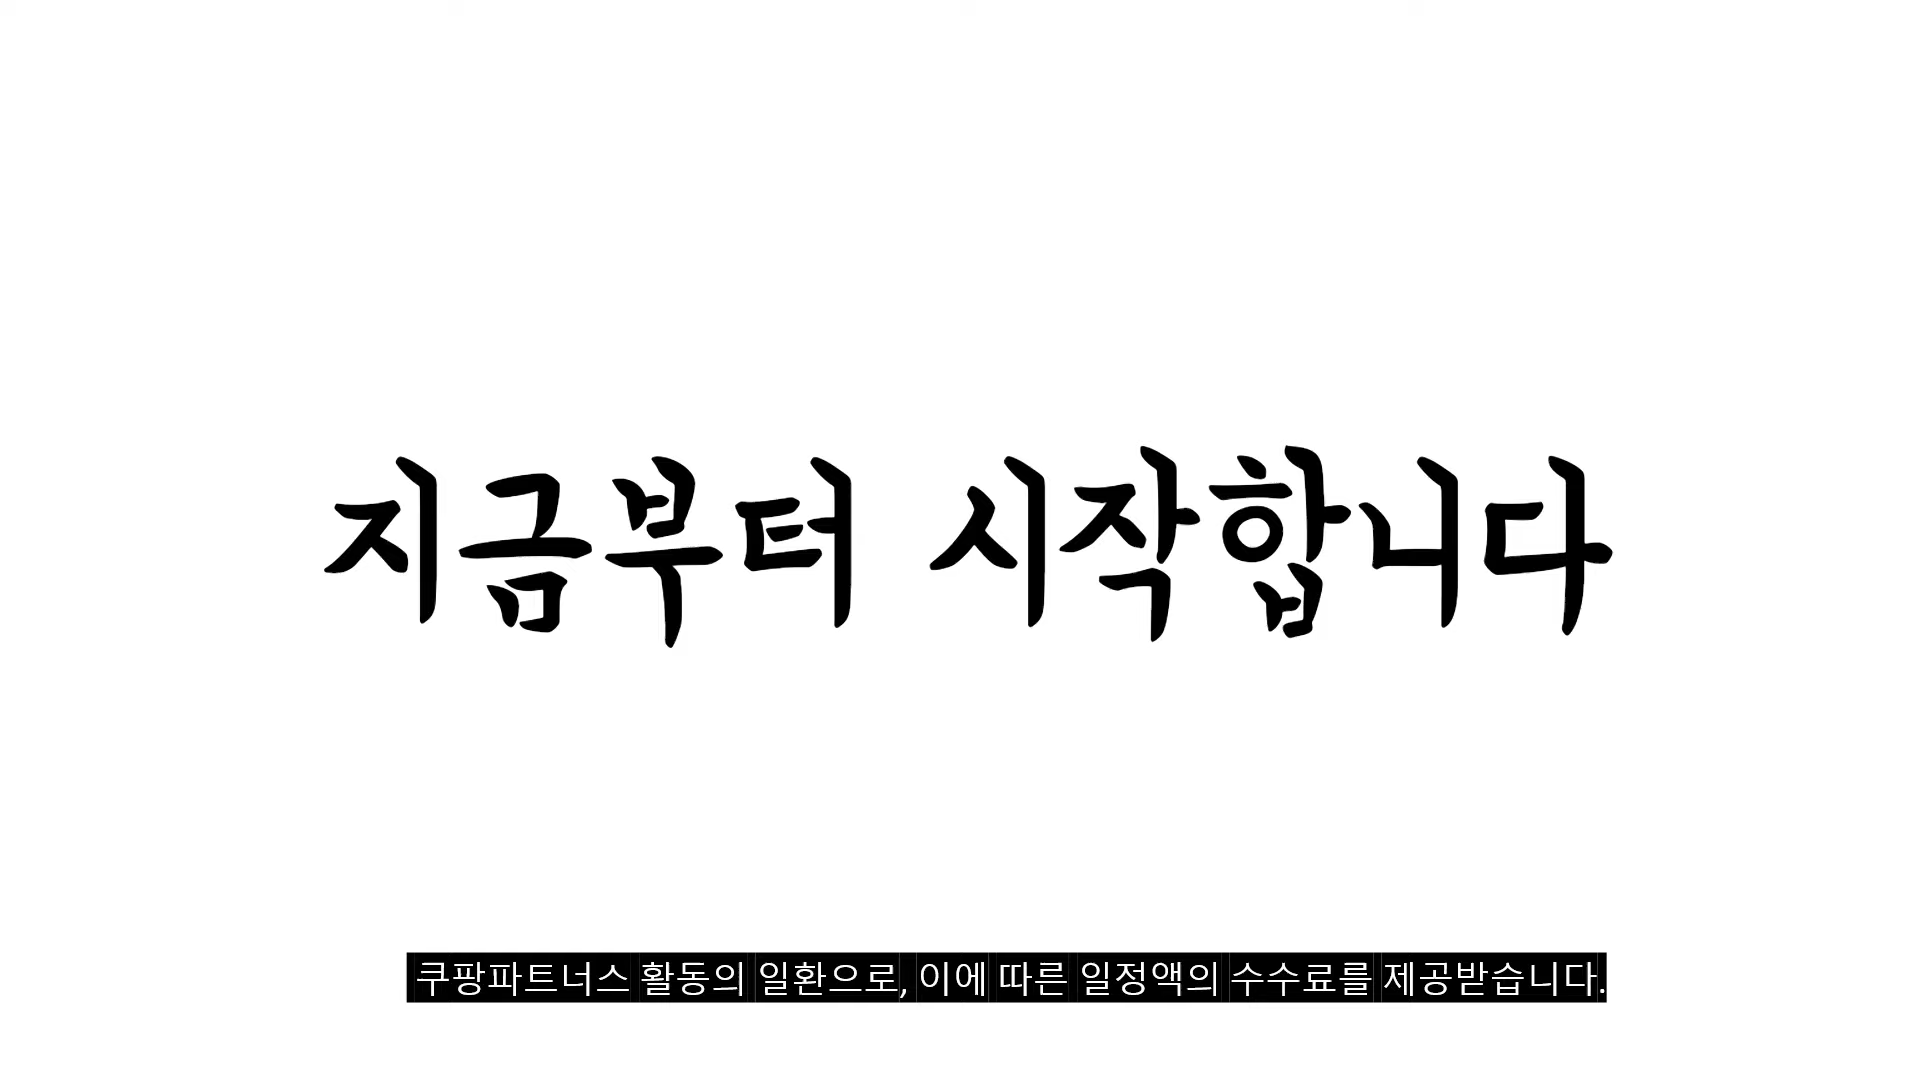 지금부터 시작합니다
쿠팡파트너스 활동의 일환으로, 이에 따른 일정액의 수수료를 제공받습니다.